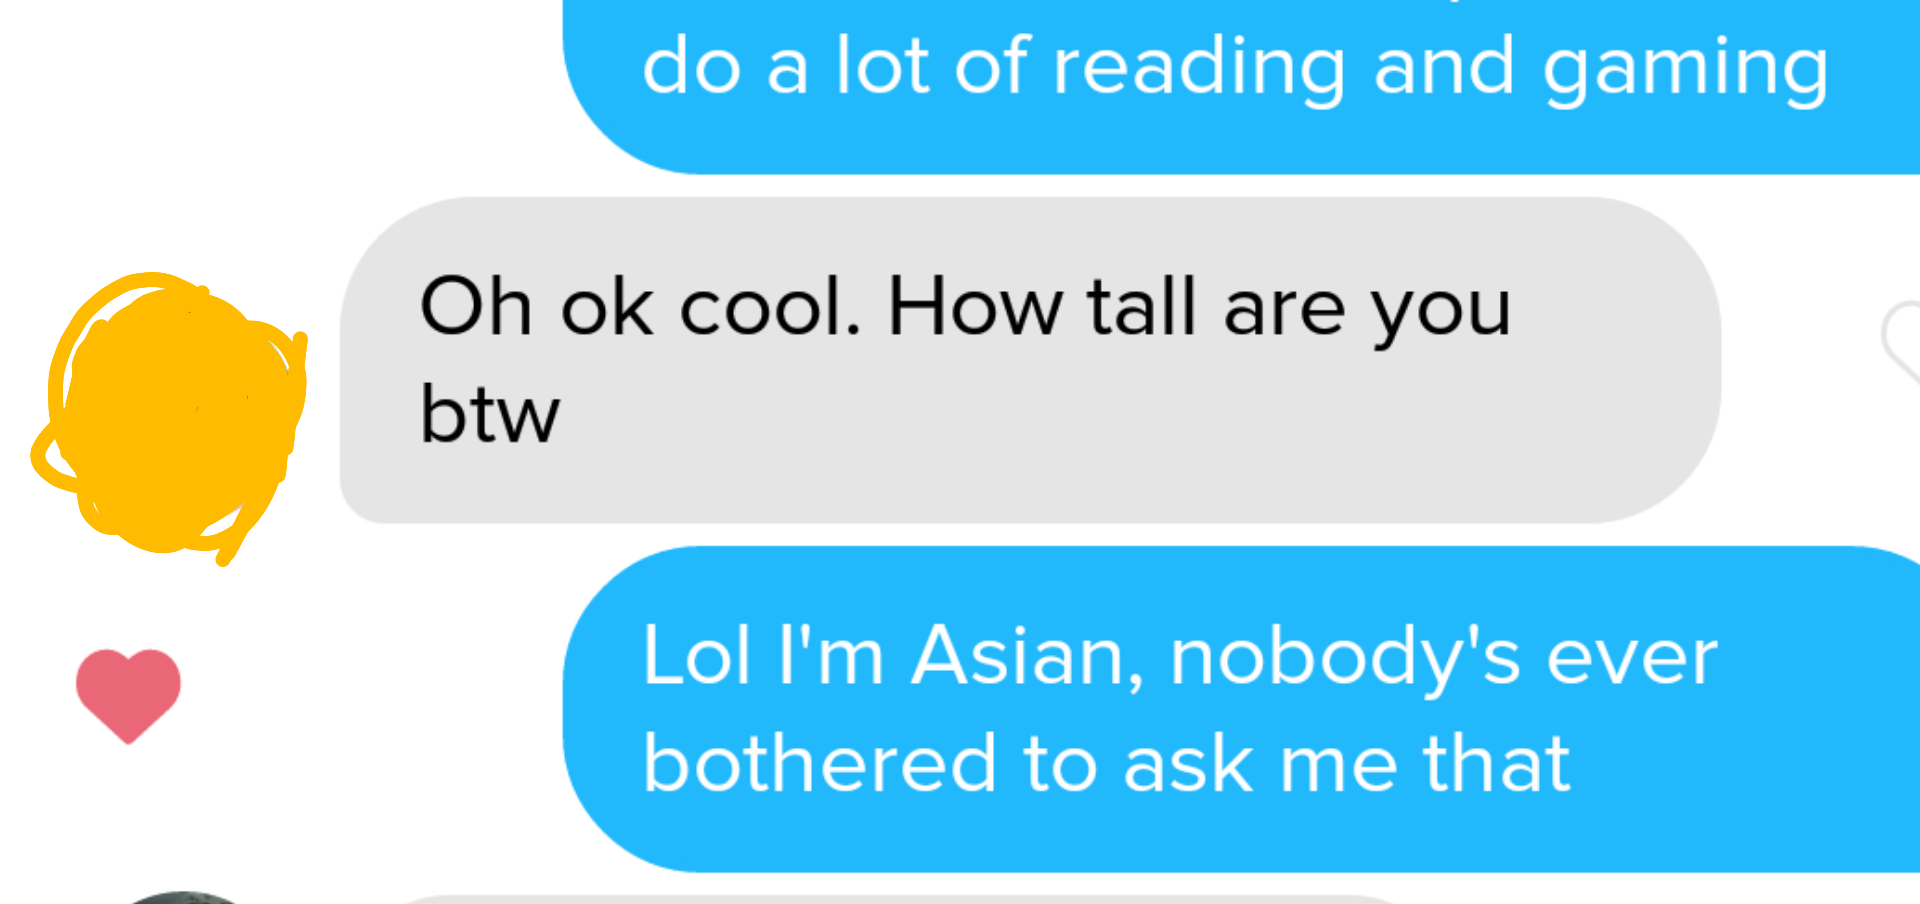 do a lot of reading and gaming
Oh ok cool. How tall are you
btw
Lol I'm Asian, nobody's ever
bothered to ask me that